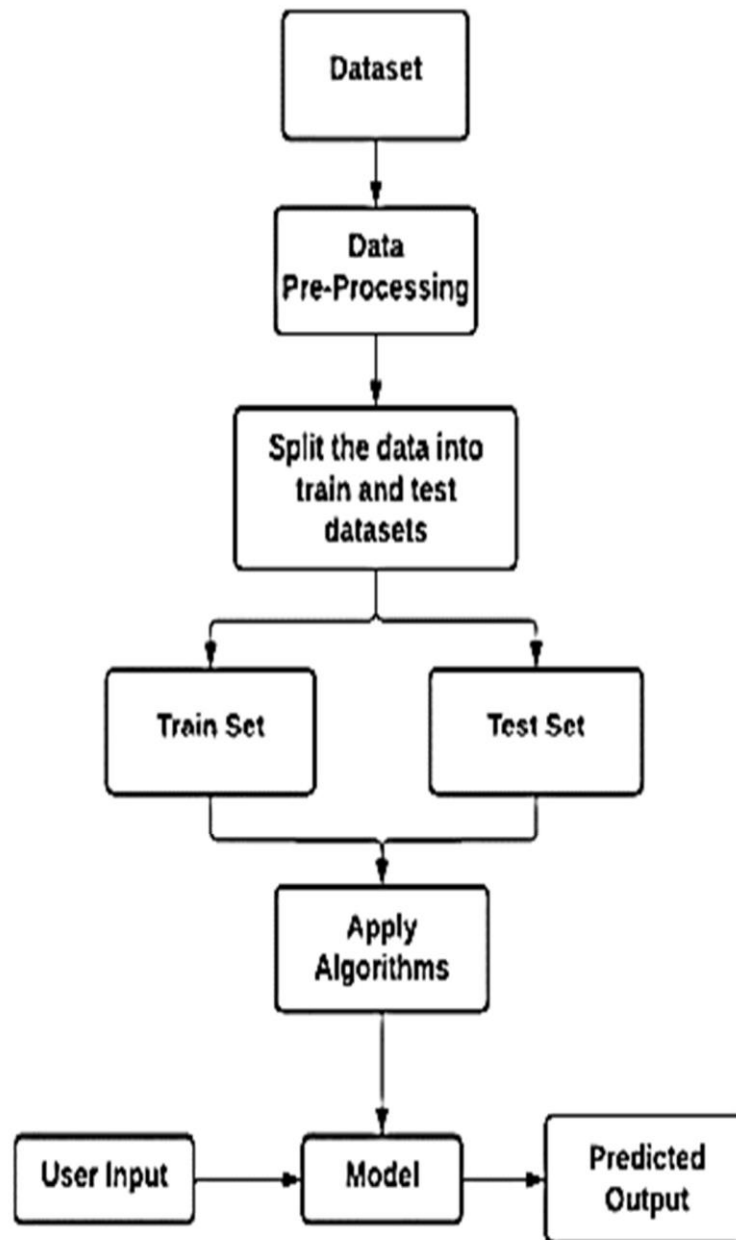 Dataset
Data
Pre-Processing
Split the data into
train and test
datasets
Train Set
Test Set
Apply
Algorithms
User Input
Model
Predicted
Output